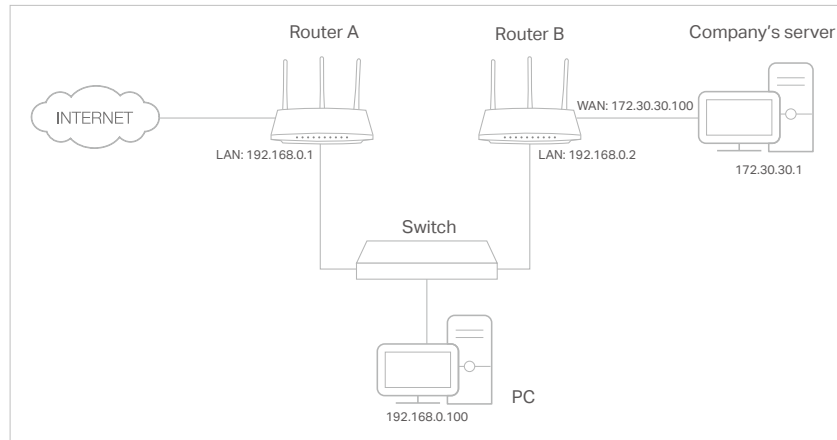 Router A
Router B
Company's server
INTERNET
WAN: 172.30.30.100
LAN: 192.168.0.1
LAN: 192.168.0.2
172.30.30.1
Switch
PC
192.168.0.100